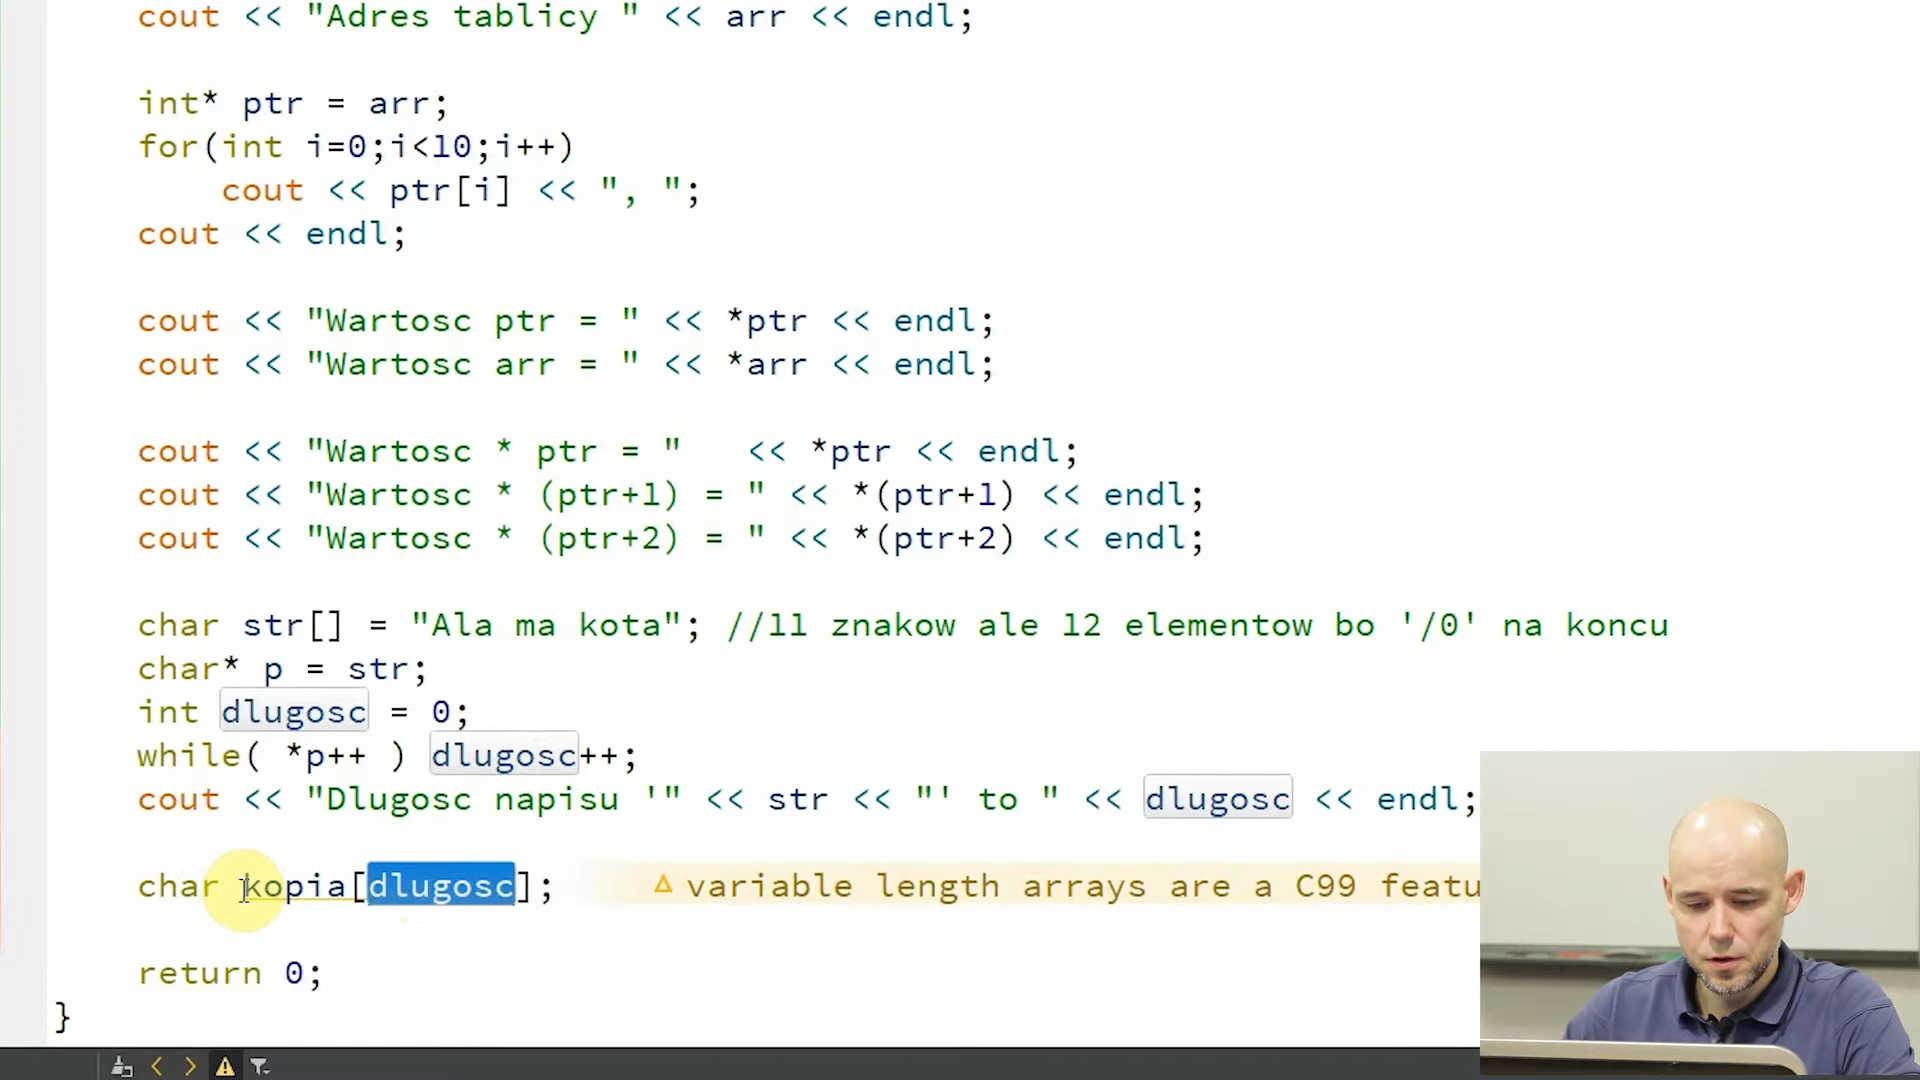 cout << "Adres tablicy " << arr << endl;
int* ptr = arr;
for(int i=0;i<10;i++)
cout << ptr[i] << ", ";
cout << endl;
cout << "Wartosc ptr = " << *ptr << endl;
cout << "Wartosc arr = " << *arr << endl;
cout << "Wartosc * ptr = "   << *ptr << endl;
cout << "Wartosc * (ptr+1) = " << *(ptr+1) << endl;
cout << "Wartosc * (ptr+2) = " << *(ptr+2) << endl;
char str[] = "Ala ma kota"; //11 znakow ale 12 elementow bo '/0' na koncu
char* p = str;
int dlugosc = 0;
while( *p++ ) dlugosc++;
cout << "Dlugosc napisu '" << str << "' to " << dlugosc << endl;
char kopia[dlugosc]; variable length arrays are a C99 featu
return 0;
}